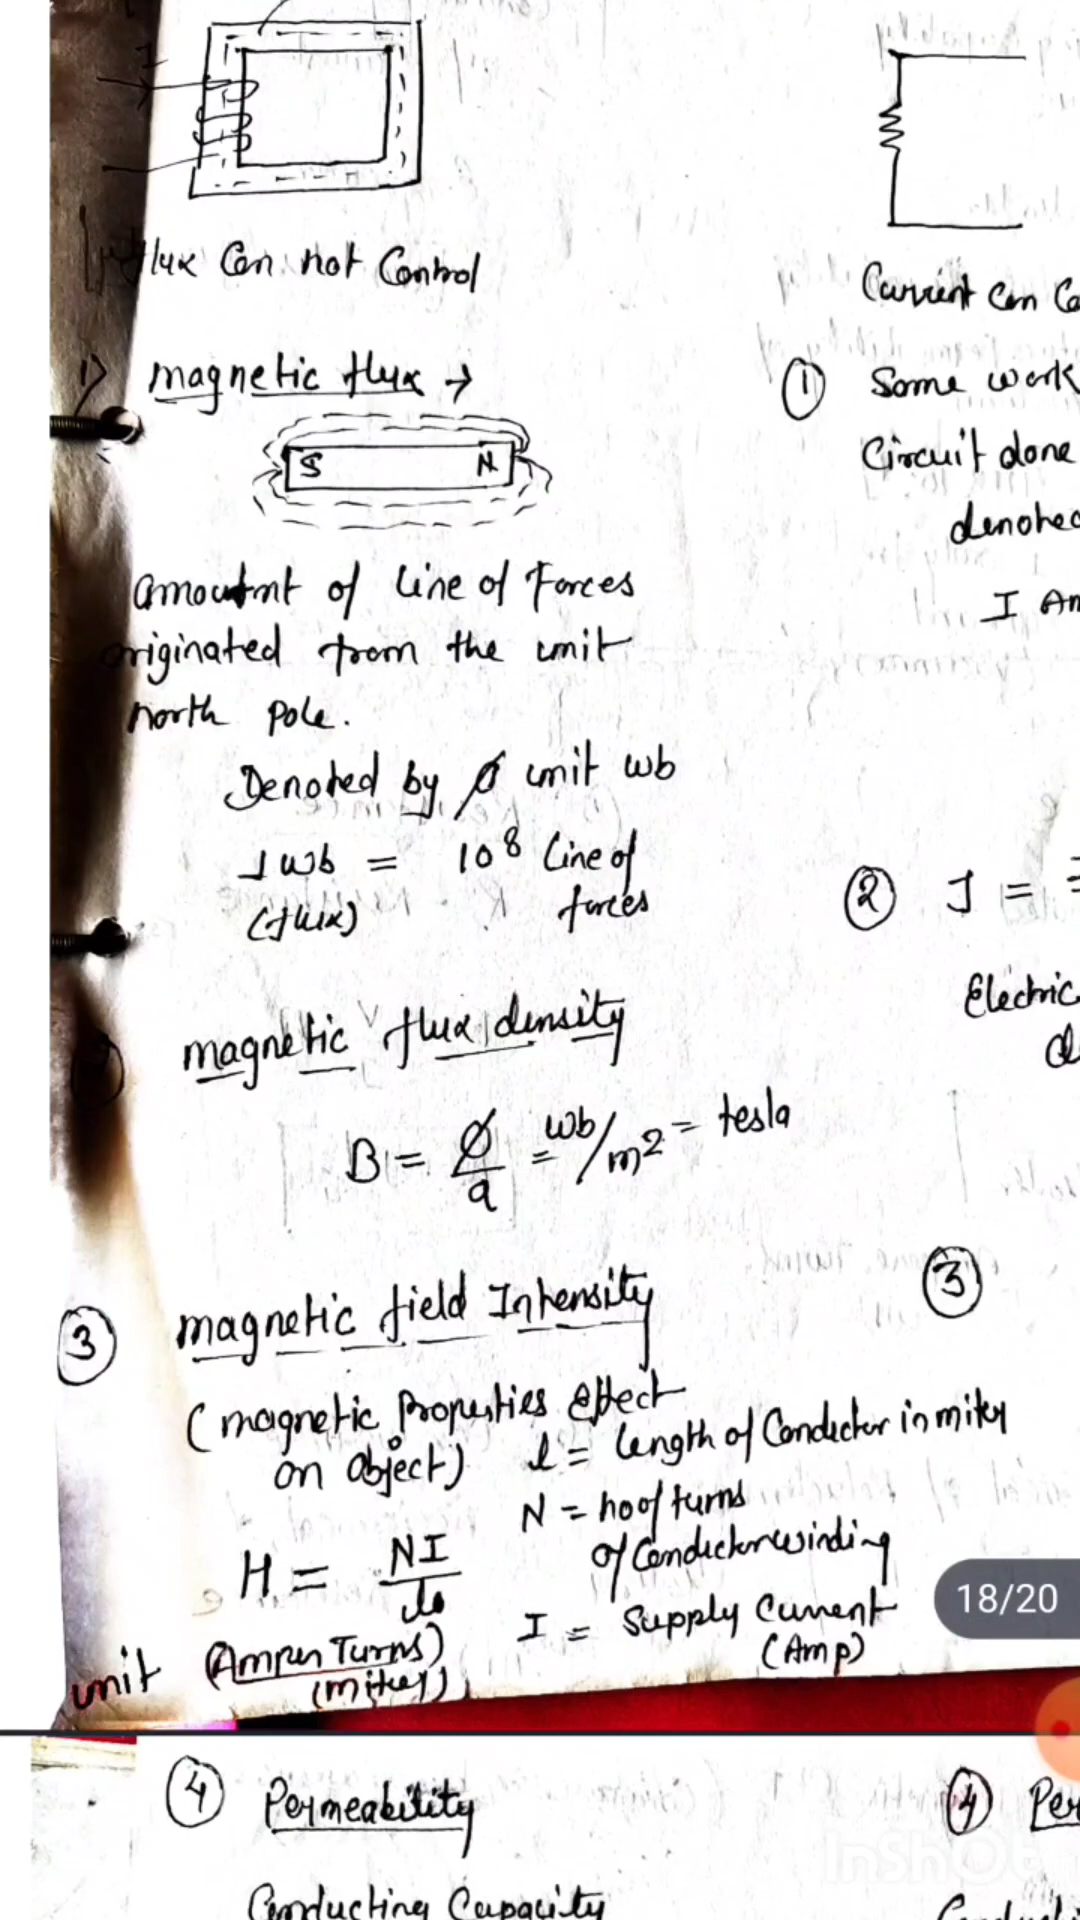 I
flux Can not Control
1) magnetic flux →
S N
amoutnt of line of Forces
originated from the unit
north pole.
Denoted by ϕ unit wb
1 wb = 10⁸ line of
(flux) forces
magnetic flux density
B = ϕ/a = wb/m² = tesla
3 magnetic field Intensity
(magnetic Properties Effect
on object)
l = length of Conductor in miter
N = no of turns
of Conductor winding
H = NI/l
I = Supply Current
(Amp)
unit (Amper Turns)
(miter)
Current Can
① Some work
Circuit done
denoted
I Am
② J =
Electric
③
18/20
④ Permeability
Conducting Capacity
④ Per
InShOt